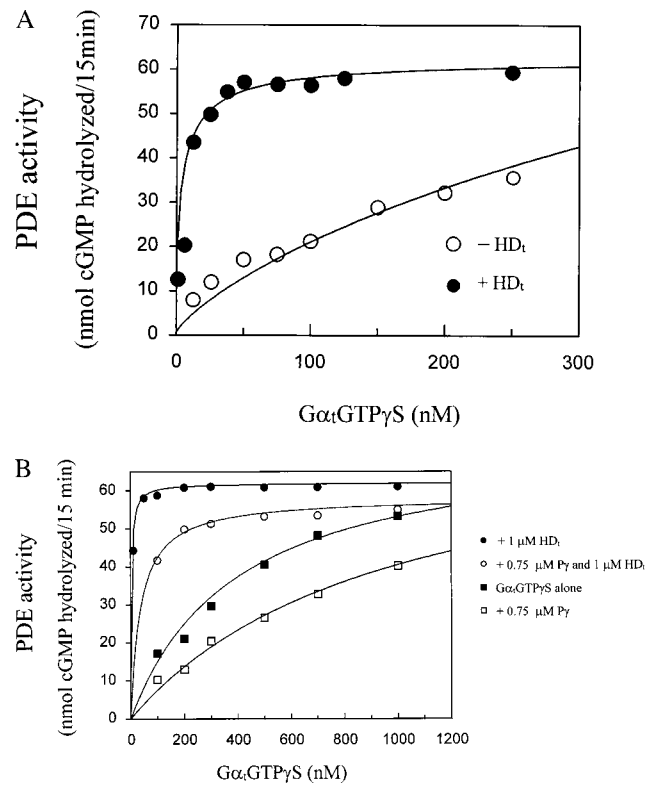 A
PDE activity
(nmol cGMP hydrolyzed/15min)
70
60
50
40
30
20
10
0
− HDt
+ HDt
0 100 200 300
GαtGTPγS (nM)
B
PDE activity
(nmol cGMP hydrolyzed/15 min)
60
50
40
30
20
10
0
0 200 400 600 800 1000 1200
GαtGTPγS (nM)
+ 1 μM HDt
+ 0.75 μM Pγ and 1 μM HDt
GαtGTPγS alone
+ 0.75 μM Pγ